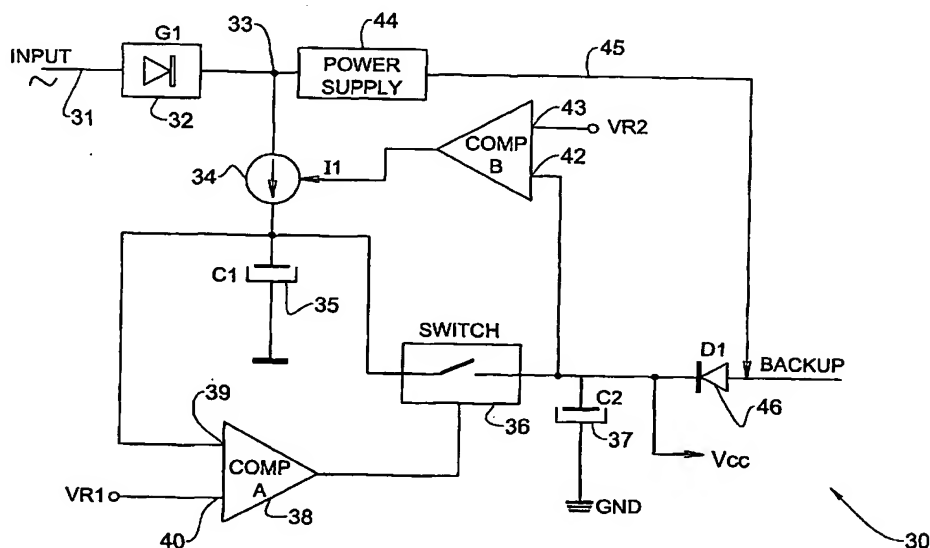 G1
33
44
INPUT
POWER
SUPPLY
45
31
32
43
COMP
B
VR2
42
34
I1
C1
35
SWITCH
D1
BACKUP
39
36
C2
37
46
COMP
A
Vcc
VR1
40
38
GND
30